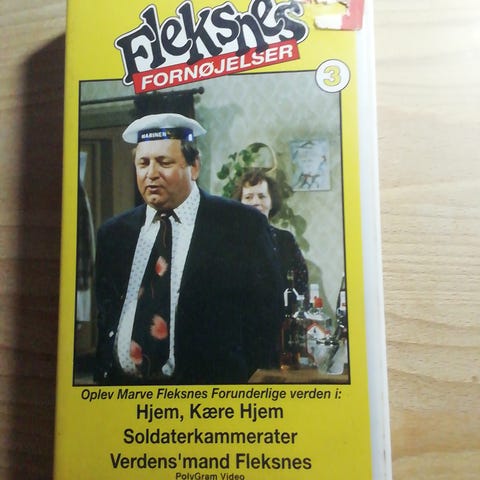 Fleksnes
FORNØJELSER
3
MARINEN
Oplev Marve Fleksnes Forunderlige verden i:
Hjem, Kære Hjem
Soldaterkammerater
Verdens'mand Fleksnes
PolyGram Video